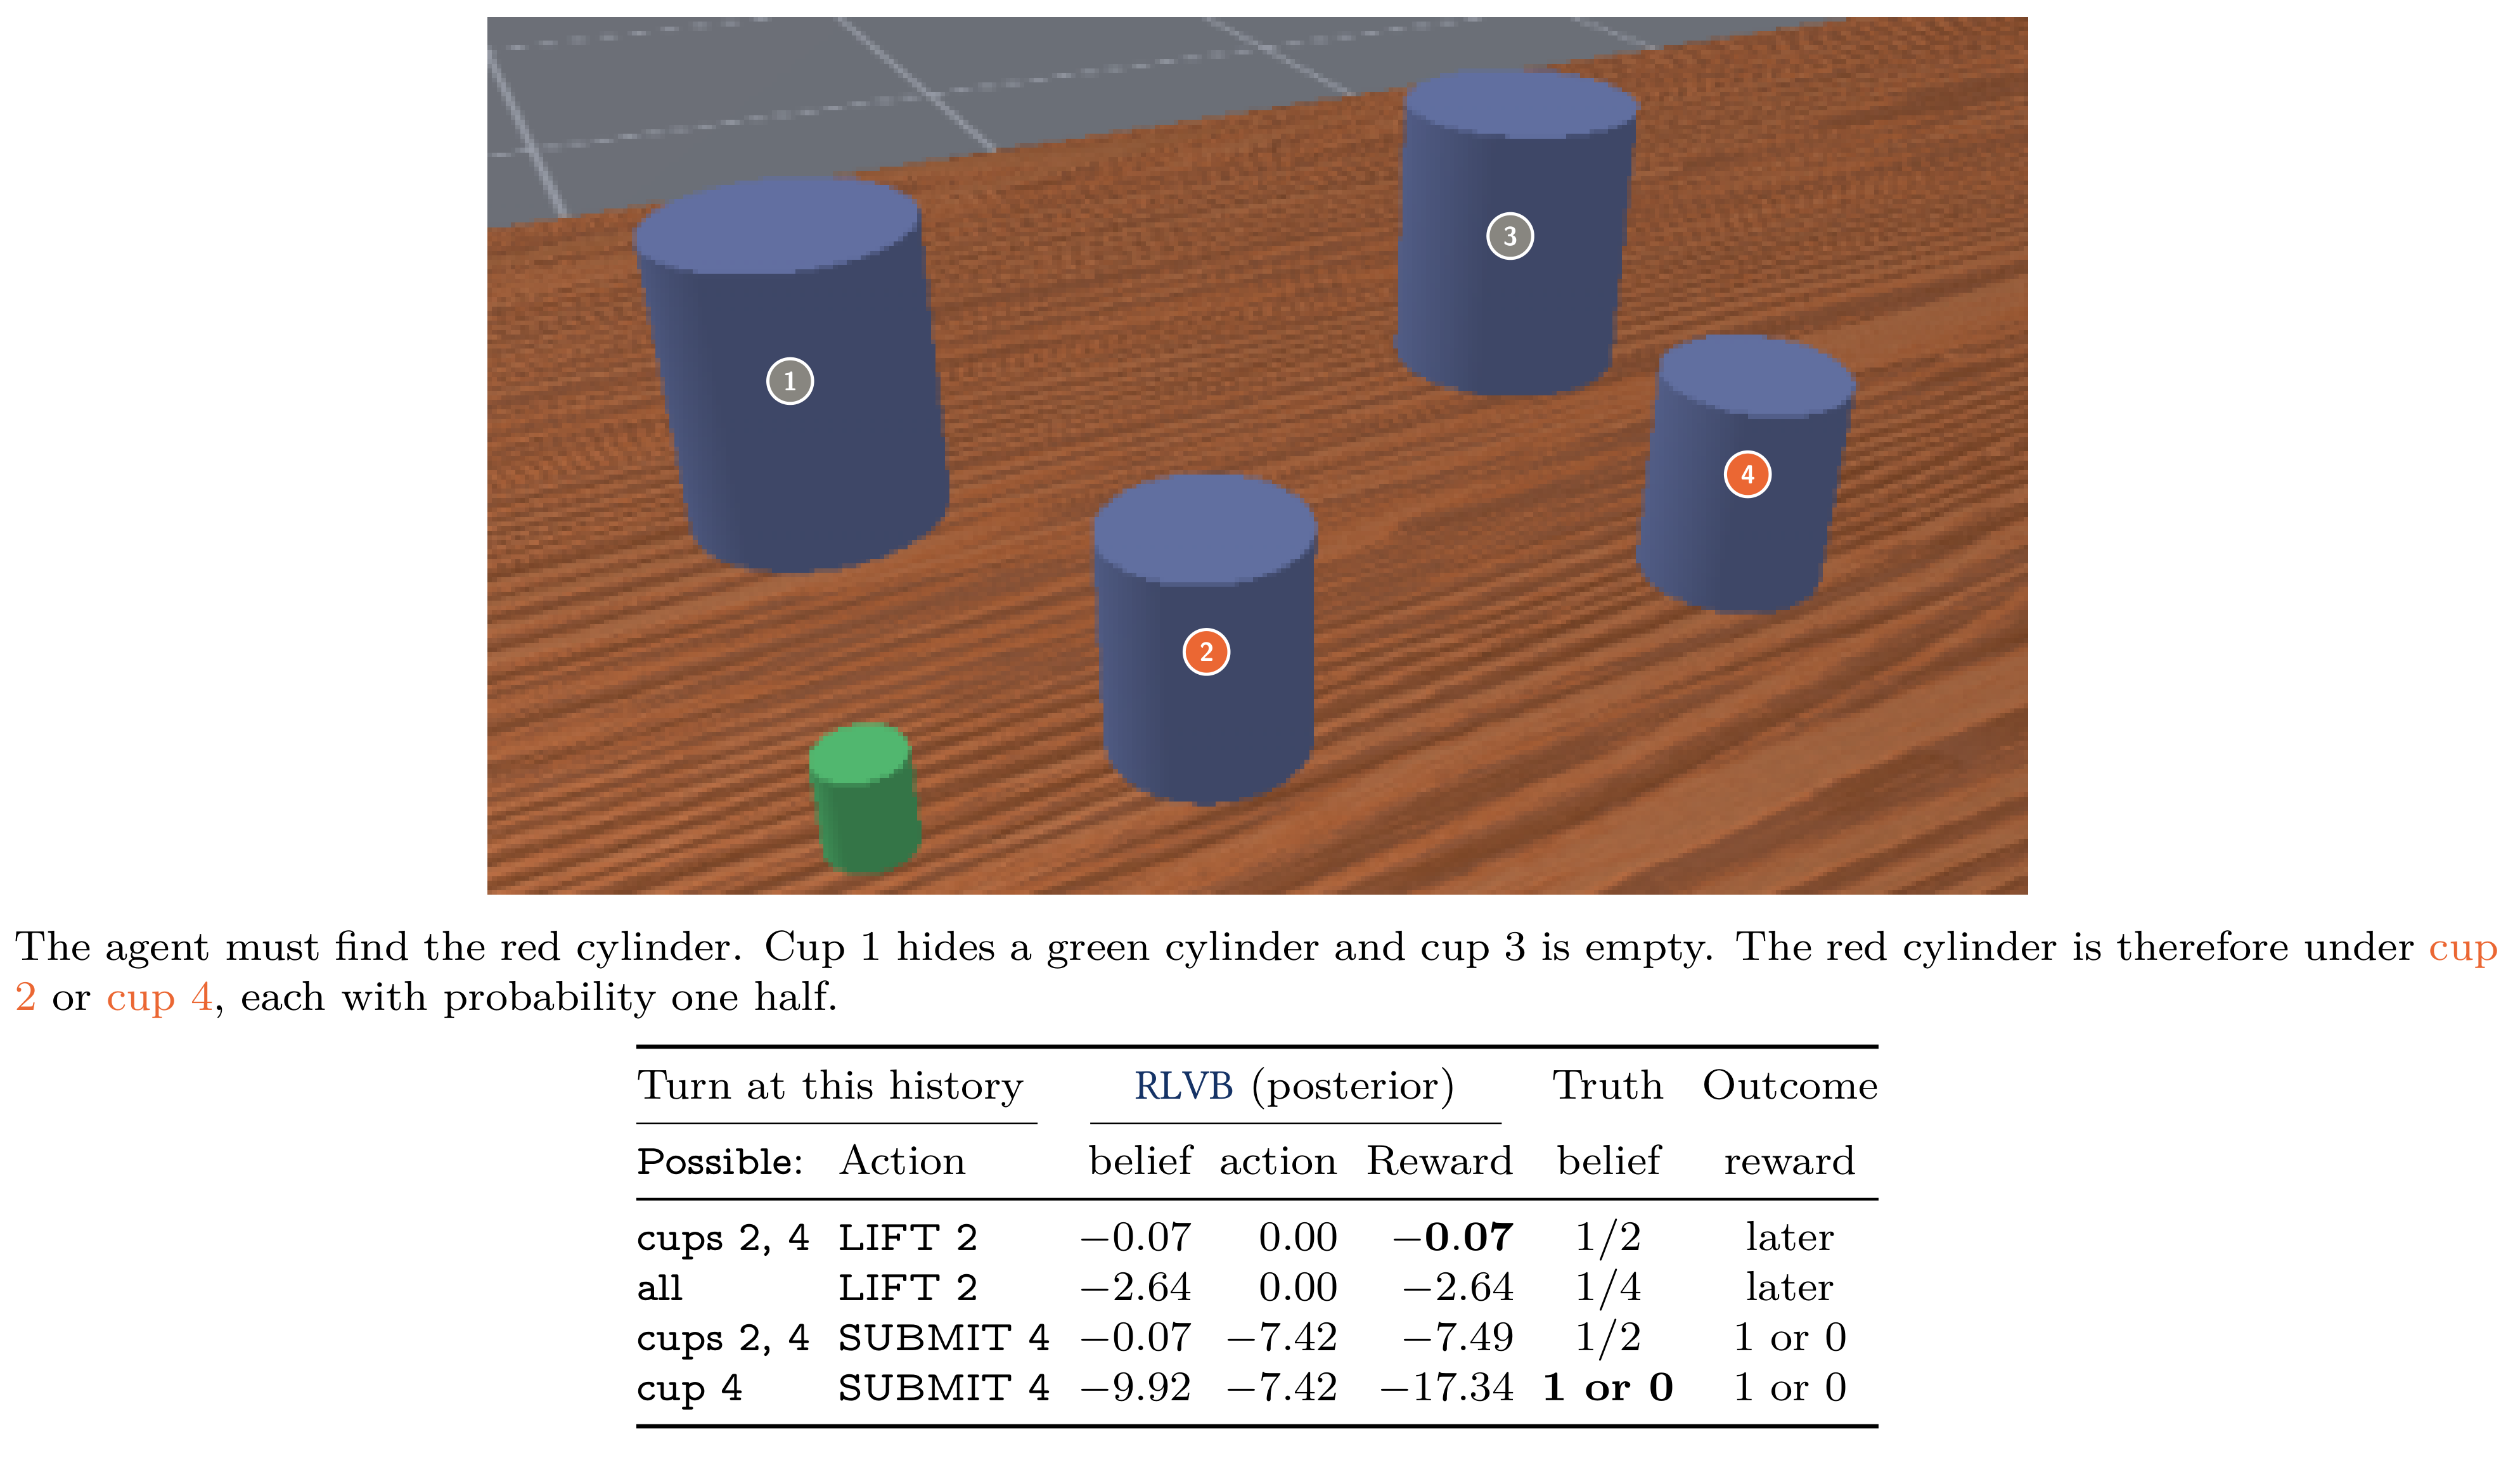 3
1
4
2
The agent must find the red cylinder. Cup 1 hides a green cylinder and cup 3 is empty. The red cylinder is therefore under cup
2 or cup 4, each with probability one half.
Turn at this history RLVB (posterior) Truth Outcome
Possible: Action belief action Reward belief reward
cups 2, 4 LIFT 2 −0.07 0.00 −0.07 1/2 later
all LIFT 2 −2.64 0.00 −2.64 1/4 later
cups 2, 4 SUBMIT 4 −0.07 −7.42 −7.49 1/2 1 or 0
cup 4 SUBMIT 4 −9.92 −7.42 −17.34 1 or 0 1 or 0